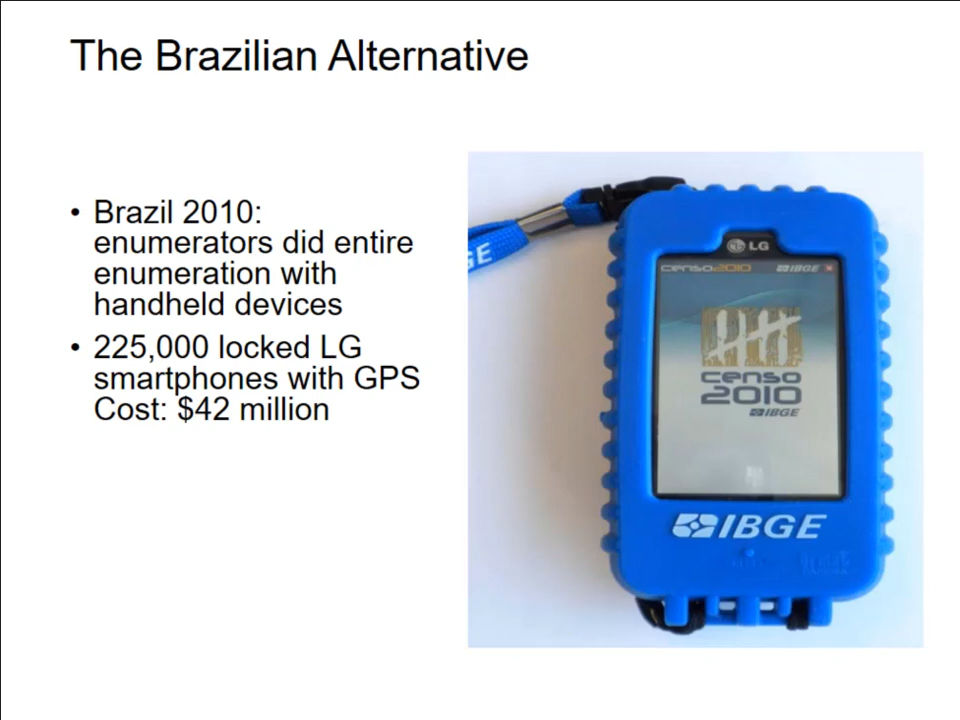 The Brazilian Alternative
• Brazil 2010:
enumerators did entire
enumeration with
handheld devices
• 225,000 locked LG
smartphones with GPS
Cost: $42 million
GE
LG
censo2010 IBGE
censo
2010
IBGE
IBGE